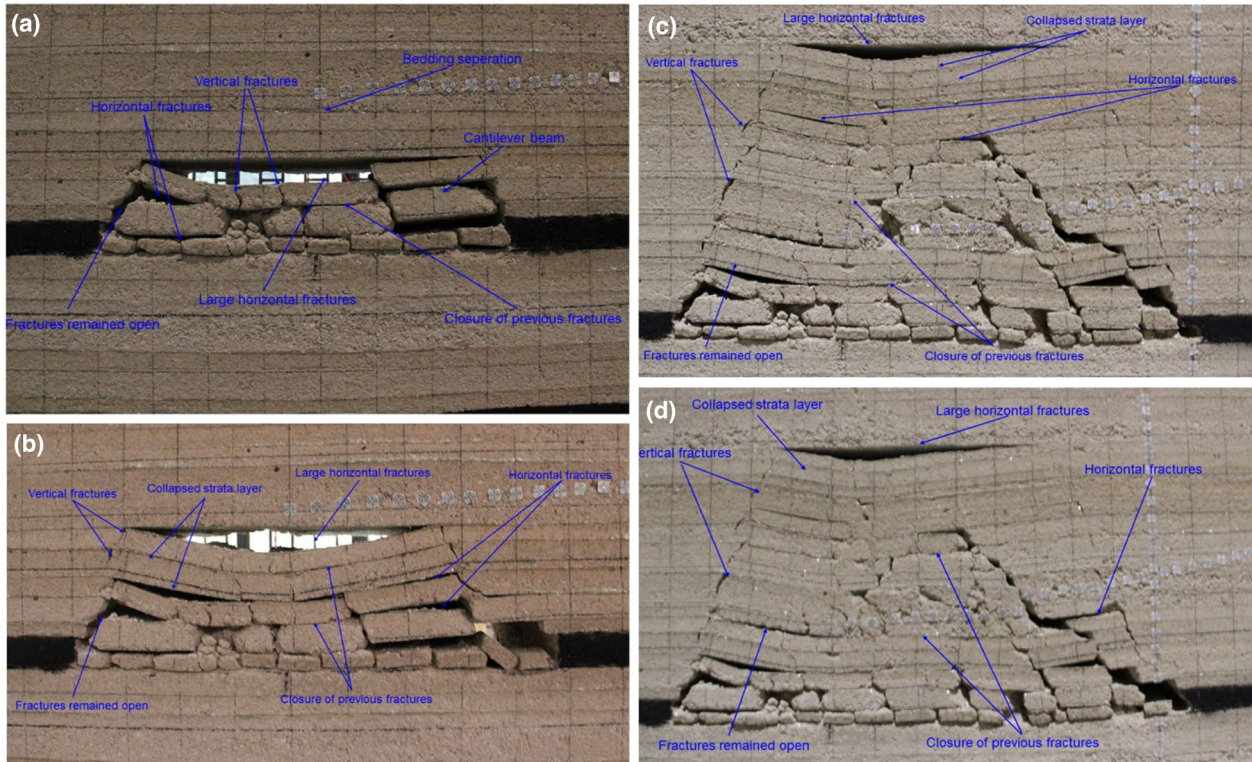 (a)
Bedding seperation
Vertical fractures
Horizontal fractures
Cantilever beam
Large horizontal fractures
Closure of previous fractures
Fractures remained open
(b)
Large horizontal fractures
Horizontal fractures
Collapsed strata layer
Vertical fractures
Closure of previous fractures
Fractures remained open
(c)
Large horizontal fractures
Collapsed strata layer
Vertical fractures
Horizontal fractures
Fractures remained open
Closure of previous fractures
(d)
Collapsed strata layer
Large horizontal fractures
ertical fractures
Horizontal fractures
Fractures remained open
Closure of previous fractures